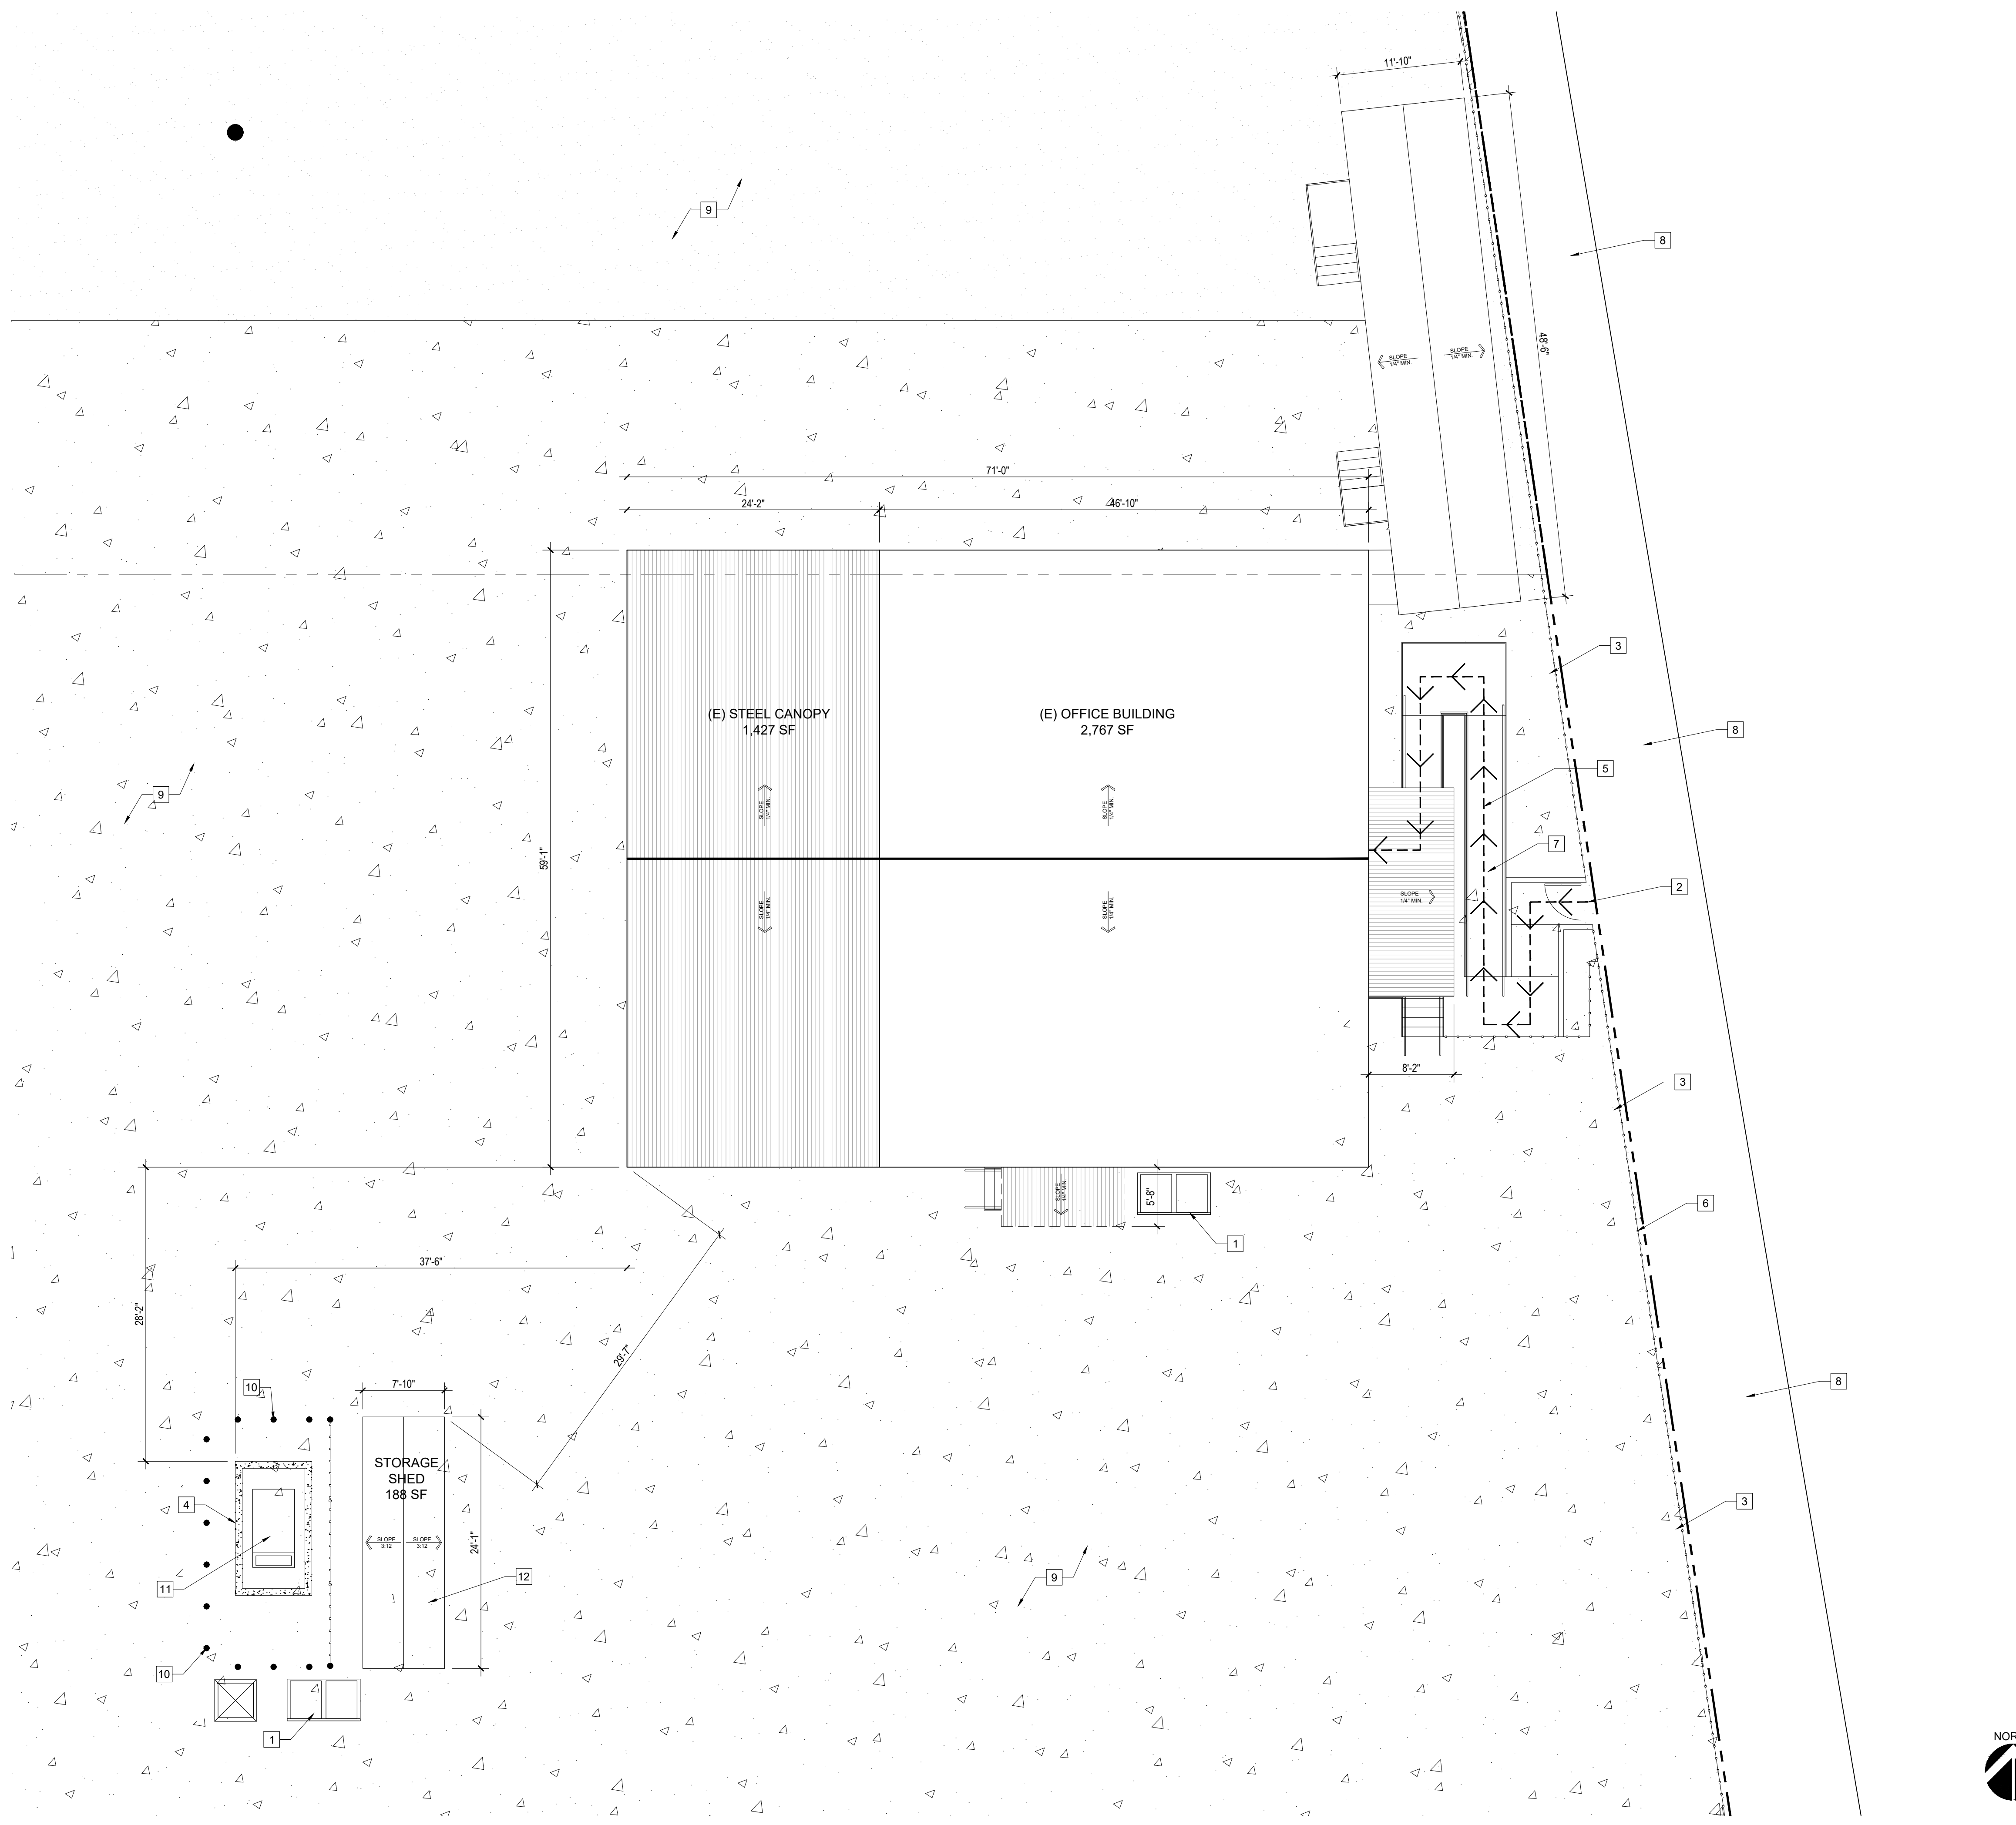 11'-10"
9
8
48'-6"
SLOPE
1/4" MIN.
SLOPE
1/4" MIN.
71'-0"
24'-2"
46'-10"
3
(E) STEEL CANOPY
1,427 SF
(E) OFFICE BUILDING
2,767 SF
8
5
9
SLOPE
1/4" MIN.
SLOPE
1/4" MIN.
59'-1"
7
2
SLOPE
1/4" MIN.
SLOPE
1/4" MIN.
SLOPE
1/4" MIN.
8'-2"
3
SLOPE
1/4" MIN.
5'-8"
6
1
37'-6"
28'-2"
29'-7"
10
7'-10"
8
STORAGE
SHED
188 SF
4
3
SLOPE
3:12
SLOPE
3:12
24'-1"
11
12
9
10
1
NOR